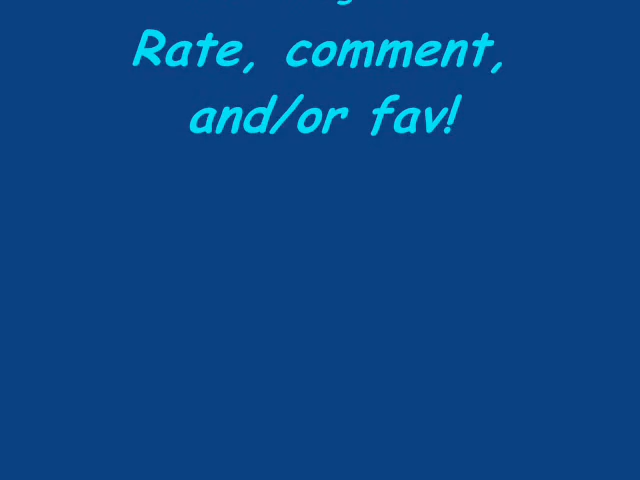 Rate, comment,
and/or fav!